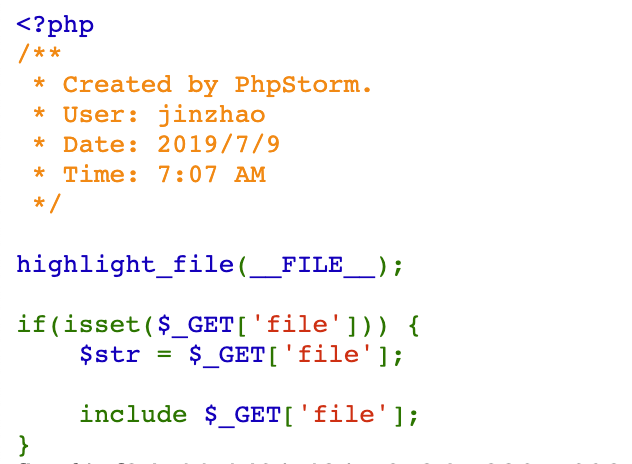 <?php
/**
 * Created by PhpStorm.
 * User: jinzhao
 * Date: 2019/7/9
 * Time: 7:07 AM
 */
highlight_file(__FILE__);
if(isset($_GET['file'])) {
    $str = $_GET['file'];
    include $_GET['file'];
}